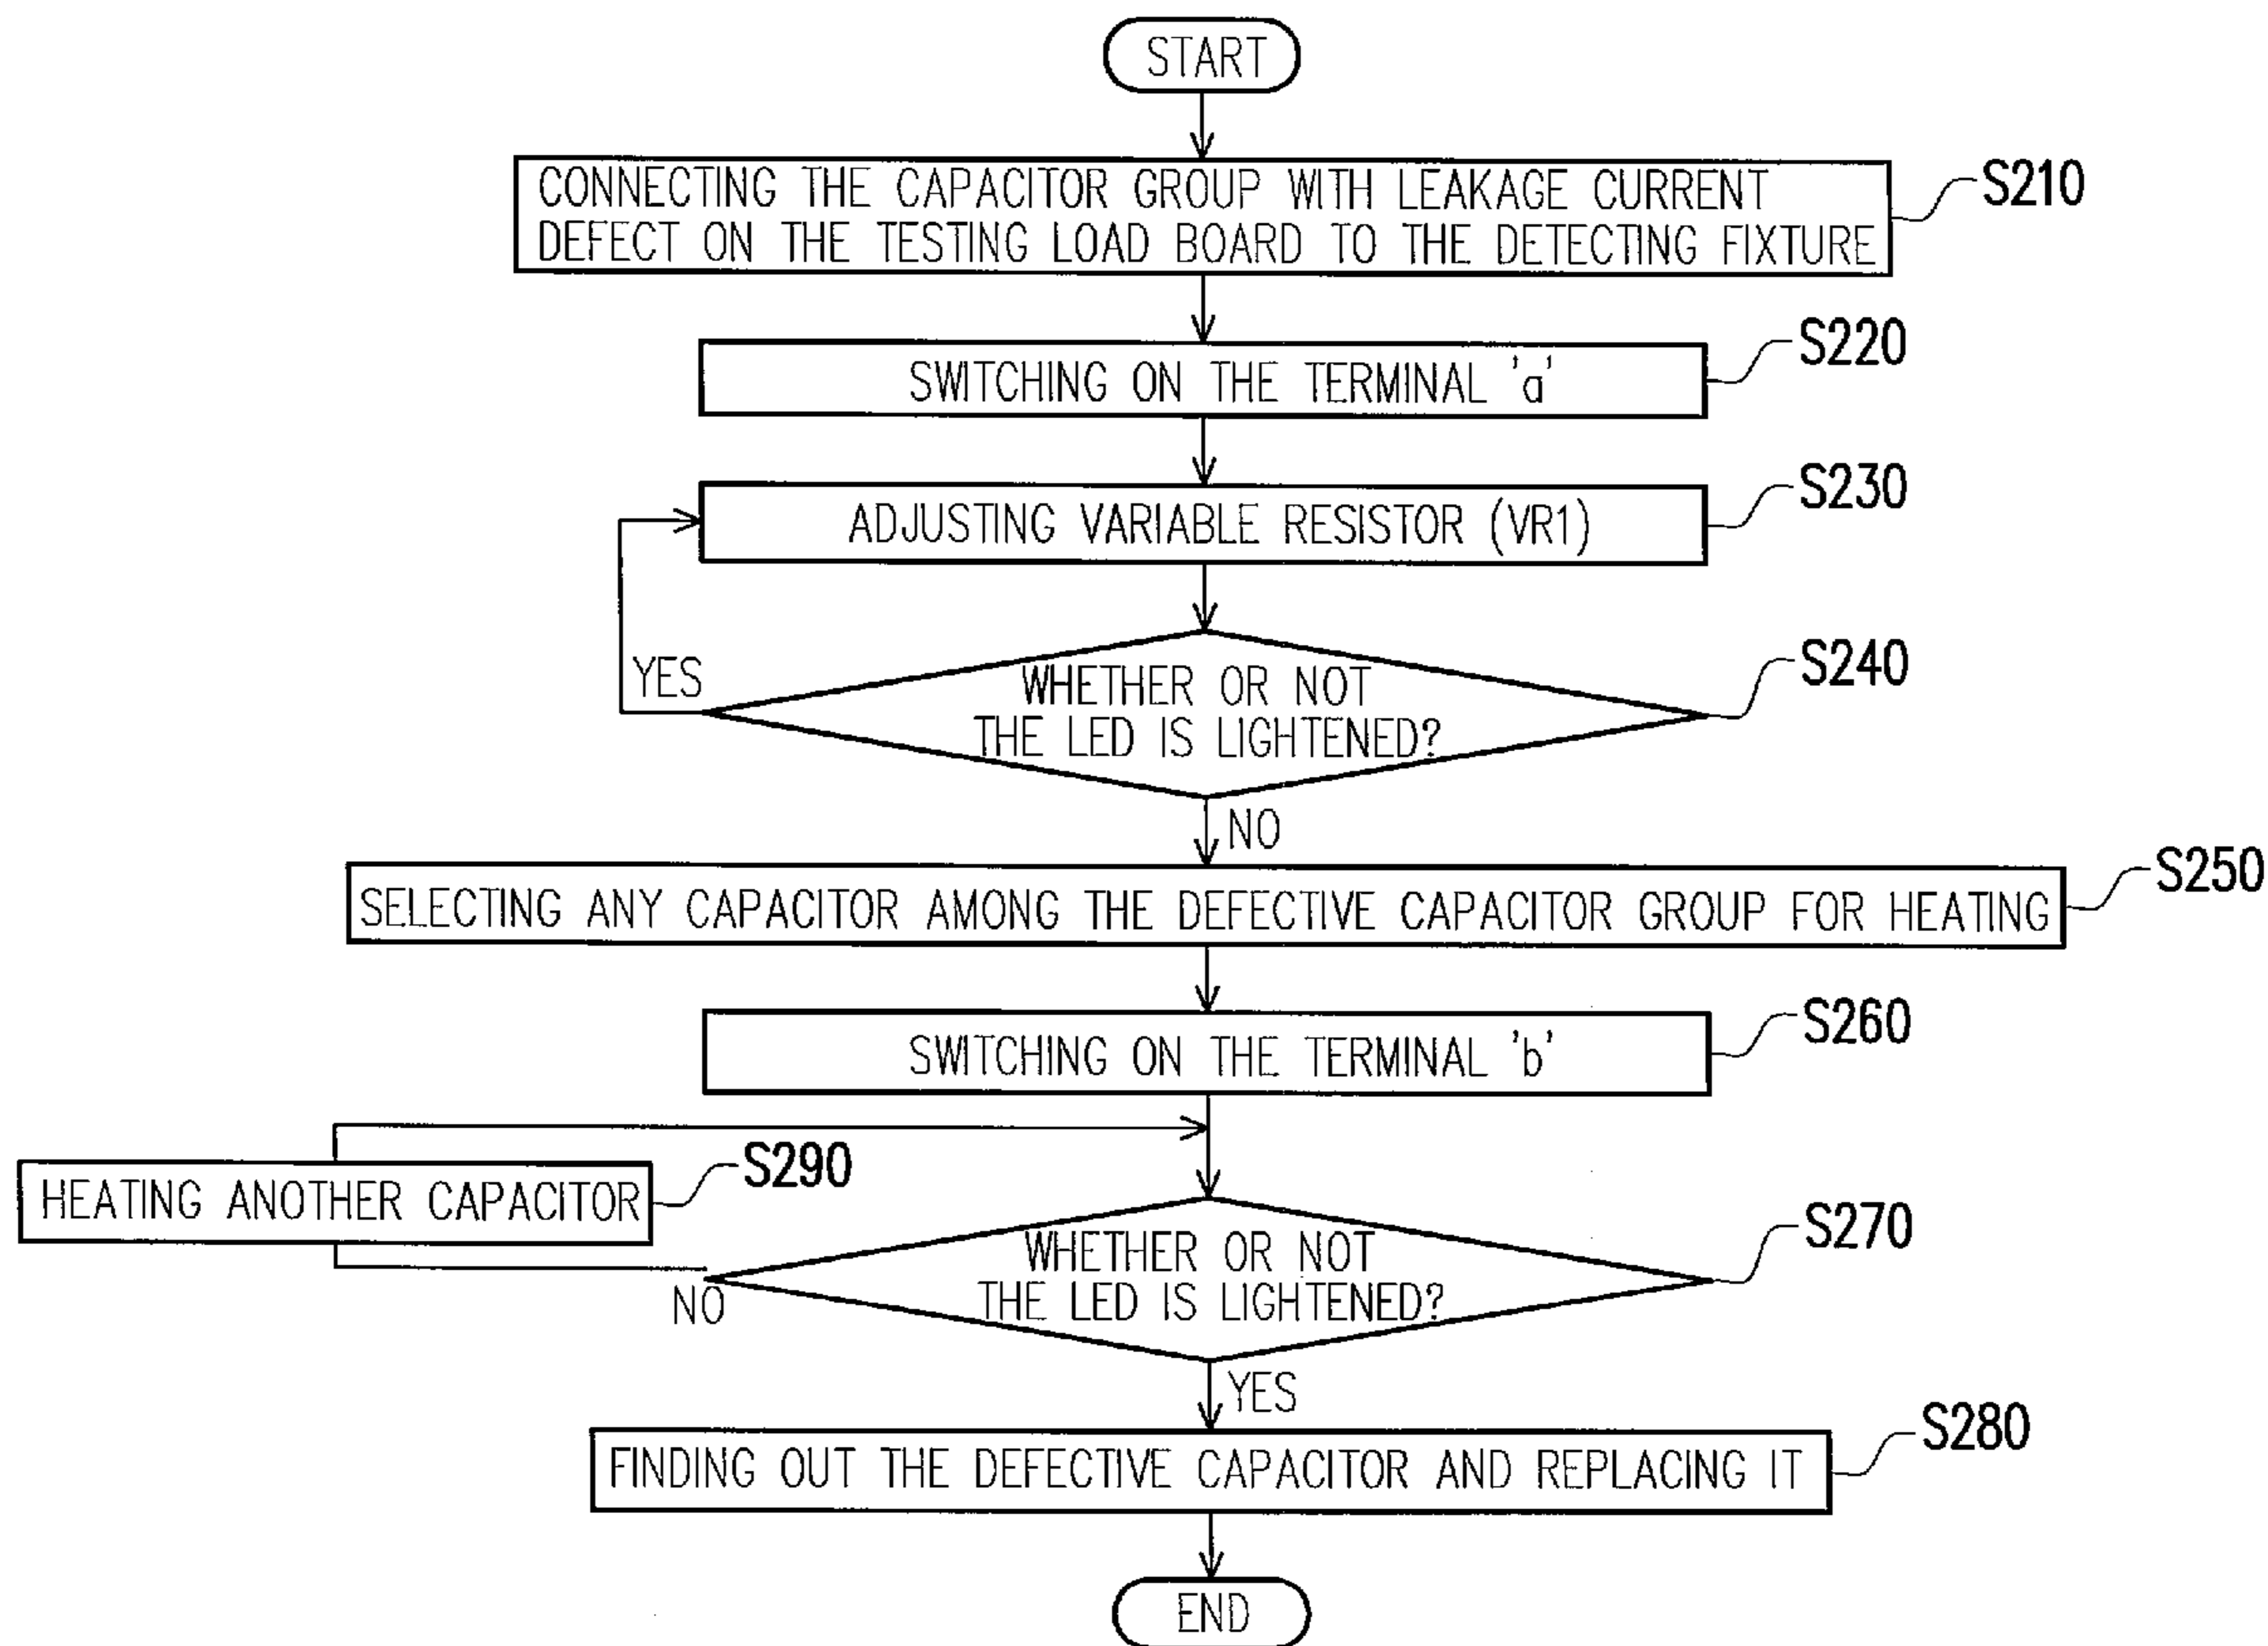 START
CONNECTING THE CAPACITOR GROUP WITH LEAKAGE CURRENT
DEFECT ON THE TESTING LOAD BOARD TO THE DETECTING FIXTURE
S210
SWITCHING ON THE TERMINAL 'a'
S220
ADJUSTING VARIABLE RESISTOR (VR1)
S230
WHETHER OR NOT
THE LED IS LIGHTENED?
S240
YES
NO
SELECTING ANY CAPACITOR AMONG THE DEFECTIVE CAPACITOR GROUP FOR HEATING
S250
SWITCHING ON THE TERMINAL 'b'
S260
HEATING ANOTHER CAPACITOR
S290
WHETHER OR NOT
THE LED IS LIGHTENED?
S270
NO
YES
FINDING OUT THE DEFECTIVE CAPACITOR AND REPLACING IT
S280
END